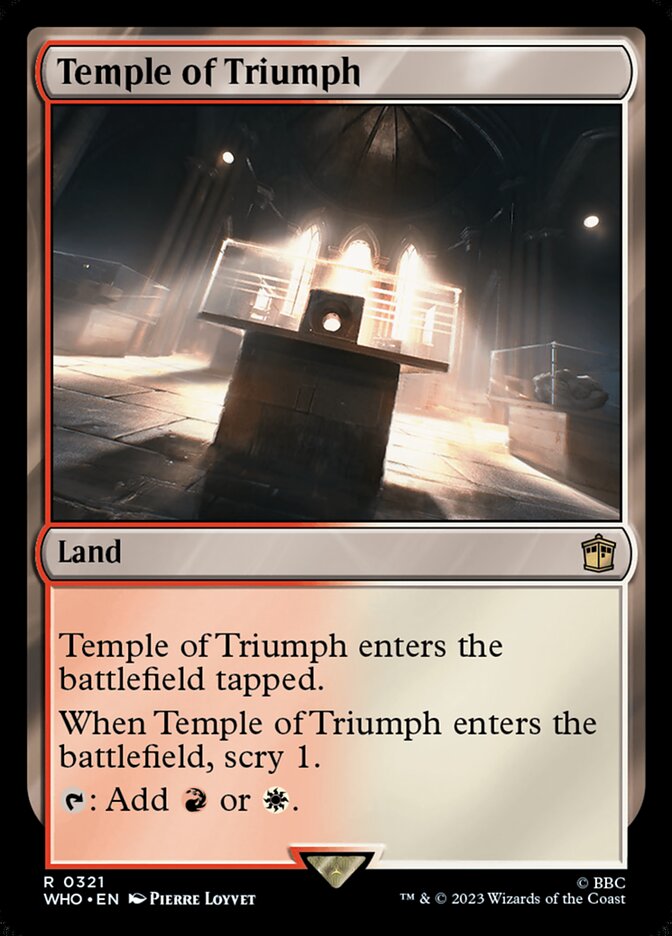 Temple of Triumph
Land
Temple of Triumph enters the
battlefield tapped.
When Temple of Triumph enters the
battlefield, scry 1.
: Add or .
R 0321
WHO • EN Pierre Loyvet
© BBC
™ & © 2023 Wizards of the Coast